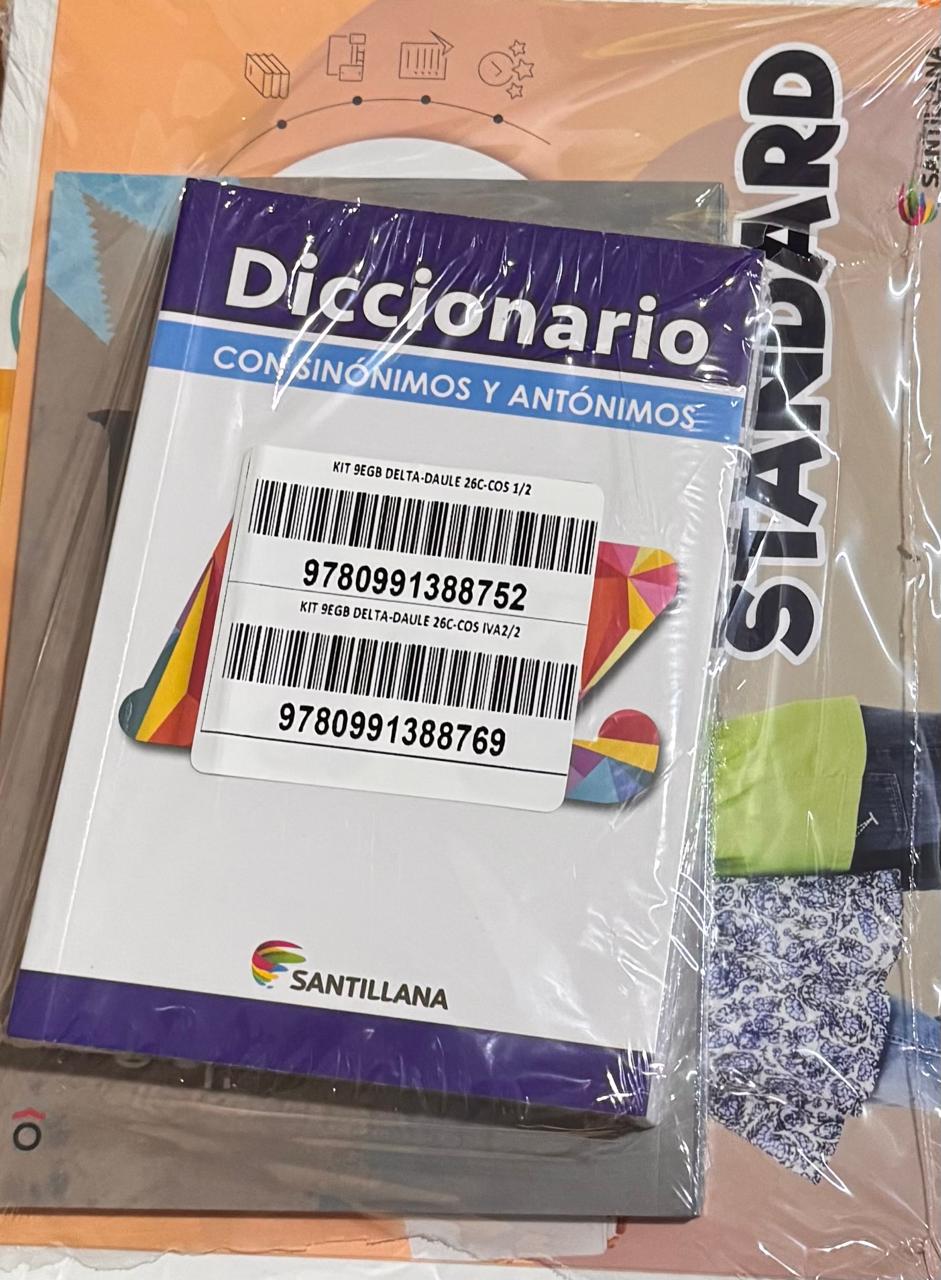 Diccionario
CON SINÓNIMOS Y ANTÓNIMOS
KIT 9EGB DELTA-DAULE 26C-COS 1/2
9780991388752
KIT 9EGB DELTA-DAULE 26C-COS IVA2/2
9780991388769
SANTILLANA
STANDARD
SANTILLANA